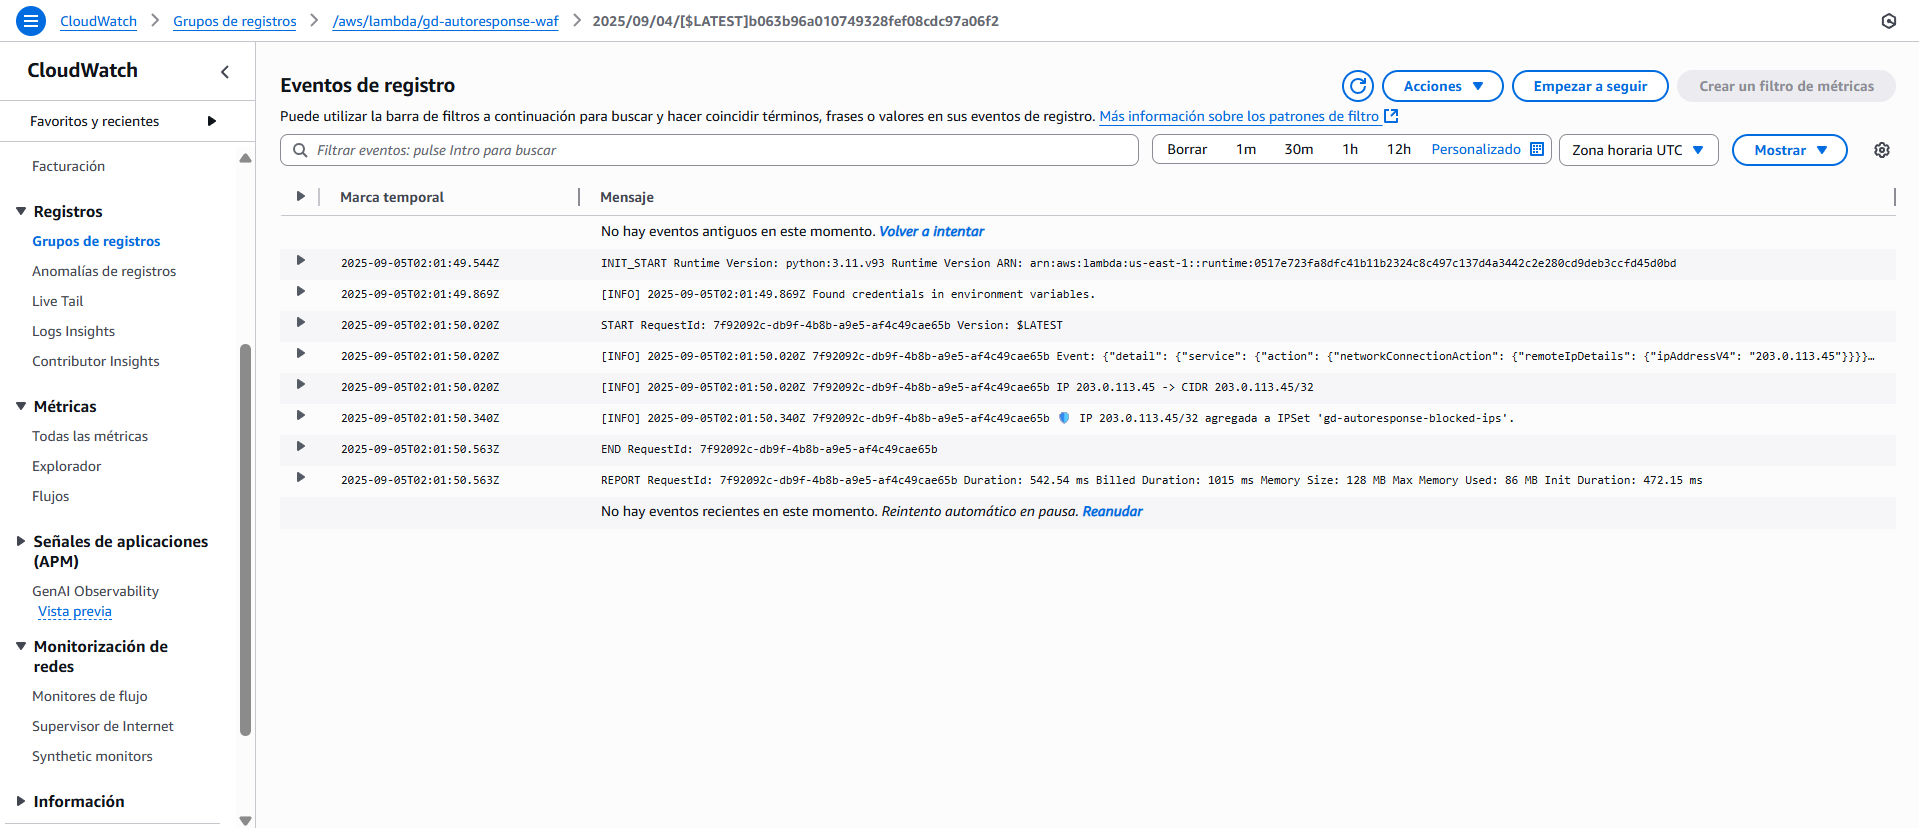 CloudWatch > Grupos de registros > /aws/lambda/gd-autoresponse-waf > 2025/09/04/[$LATEST]b063b96a010749328fef08cdc97a06f2
CloudWatch
Favoritos y recientes
Facturación
Registros
Grupos de registros
Anomalías de registros
Live Tail
Logs Insights
Contributor Insights
Métricas
Todas las métricas
Explorador
Flujos
Señales de aplicaciones
(APM)
GenAI Observability
Vista previa
Monitorización de
redes
Monitores de flujo
Supervisor de Internet
Synthetic monitors
Información
Eventos de registro
Acciones
Empezar a seguir
Crear un filtro de métricas
Puede utilizar la barra de filtros a continuación para buscar y hacer coincidir términos, frases o valores en sus eventos de registro. Más información sobre los patrones de filtro
Filtrar eventos: pulse Intro para buscar
Borrar 1m 30m 1h 12h Personalizado
Zona horaria UTC
Mostrar
Marca temporal Mensaje
No hay eventos antiguos en este momento. Volver a intentar
2025-09-05T02:01:49.544Z INIT_START Runtime Version: python:3.11.v93 Runtime Version ARN: arn:aws:lambda:us-east-1::runtime:0517e723fa8dfc41b11b2324c8c497c137d4a3442c2e280cd9deb3ccfd45d0bd
2025-09-05T02:01:49.869Z [INFO] 2025-09-05T02:01:49.869Z Found credentials in environment variables.
2025-09-05T02:01:50.020Z START RequestId: 7f92092c-db9f-4b8b-a9e5-af4c49cae65b Version: $LATEST
2025-09-05T02:01:50.020Z [INFO] 2025-09-05T02:01:50.020Z 7f92092c-db9f-4b8b-a9e5-af4c49cae65b Event: {"detail": {"service": {"action": {"networkConnectionAction": {"remoteIpDetails": {"ipAddressV4": "203.0.113.45"}}}}…
2025-09-05T02:01:50.020Z [INFO] 2025-09-05T02:01:50.020Z 7f92092c-db9f-4b8b-a9e5-af4c49cae65b IP 203.0.113.45 -> CIDR 203.0.113.45/32
2025-09-05T02:01:50.340Z [INFO] 2025-09-05T02:01:50.340Z 7f92092c-db9f-4b8b-a9e5-af4c49cae65b 🛡️ IP 203.0.113.45/32 agregada a IPSet 'gd-autoresponse-blocked-ips'.
2025-09-05T02:01:50.563Z END RequestId: 7f92092c-db9f-4b8b-a9e5-af4c49cae65b
2025-09-05T02:01:50.563Z REPORT RequestId: 7f92092c-db9f-4b8b-a9e5-af4c49cae65b Duration: 542.54 ms Billed Duration: 1015 ms Memory Size: 128 MB Max Memory Used: 86 MB Init Duration: 472.15 ms
No hay eventos recientes en este momento. Reintento automático en pausa. Reanudar